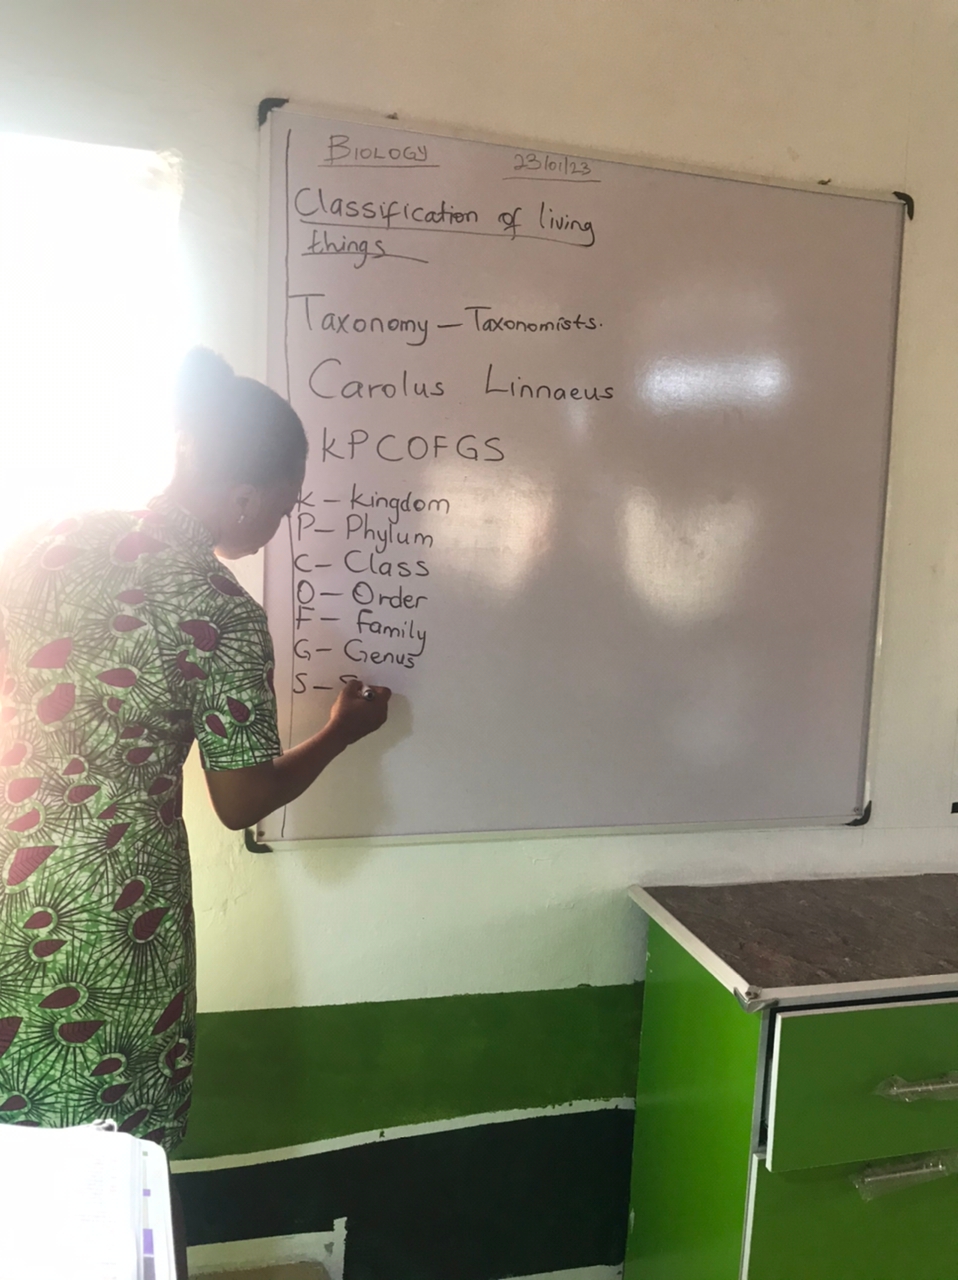 BIOLOGY 23/01/23
Classification of living
things
Taxonomy — Taxonomists.
Carolus Linnaeus
KPCOFGS
K — Kingdom
P — Phylum
C — Class
O — Order
F — family
G — Genus
S —